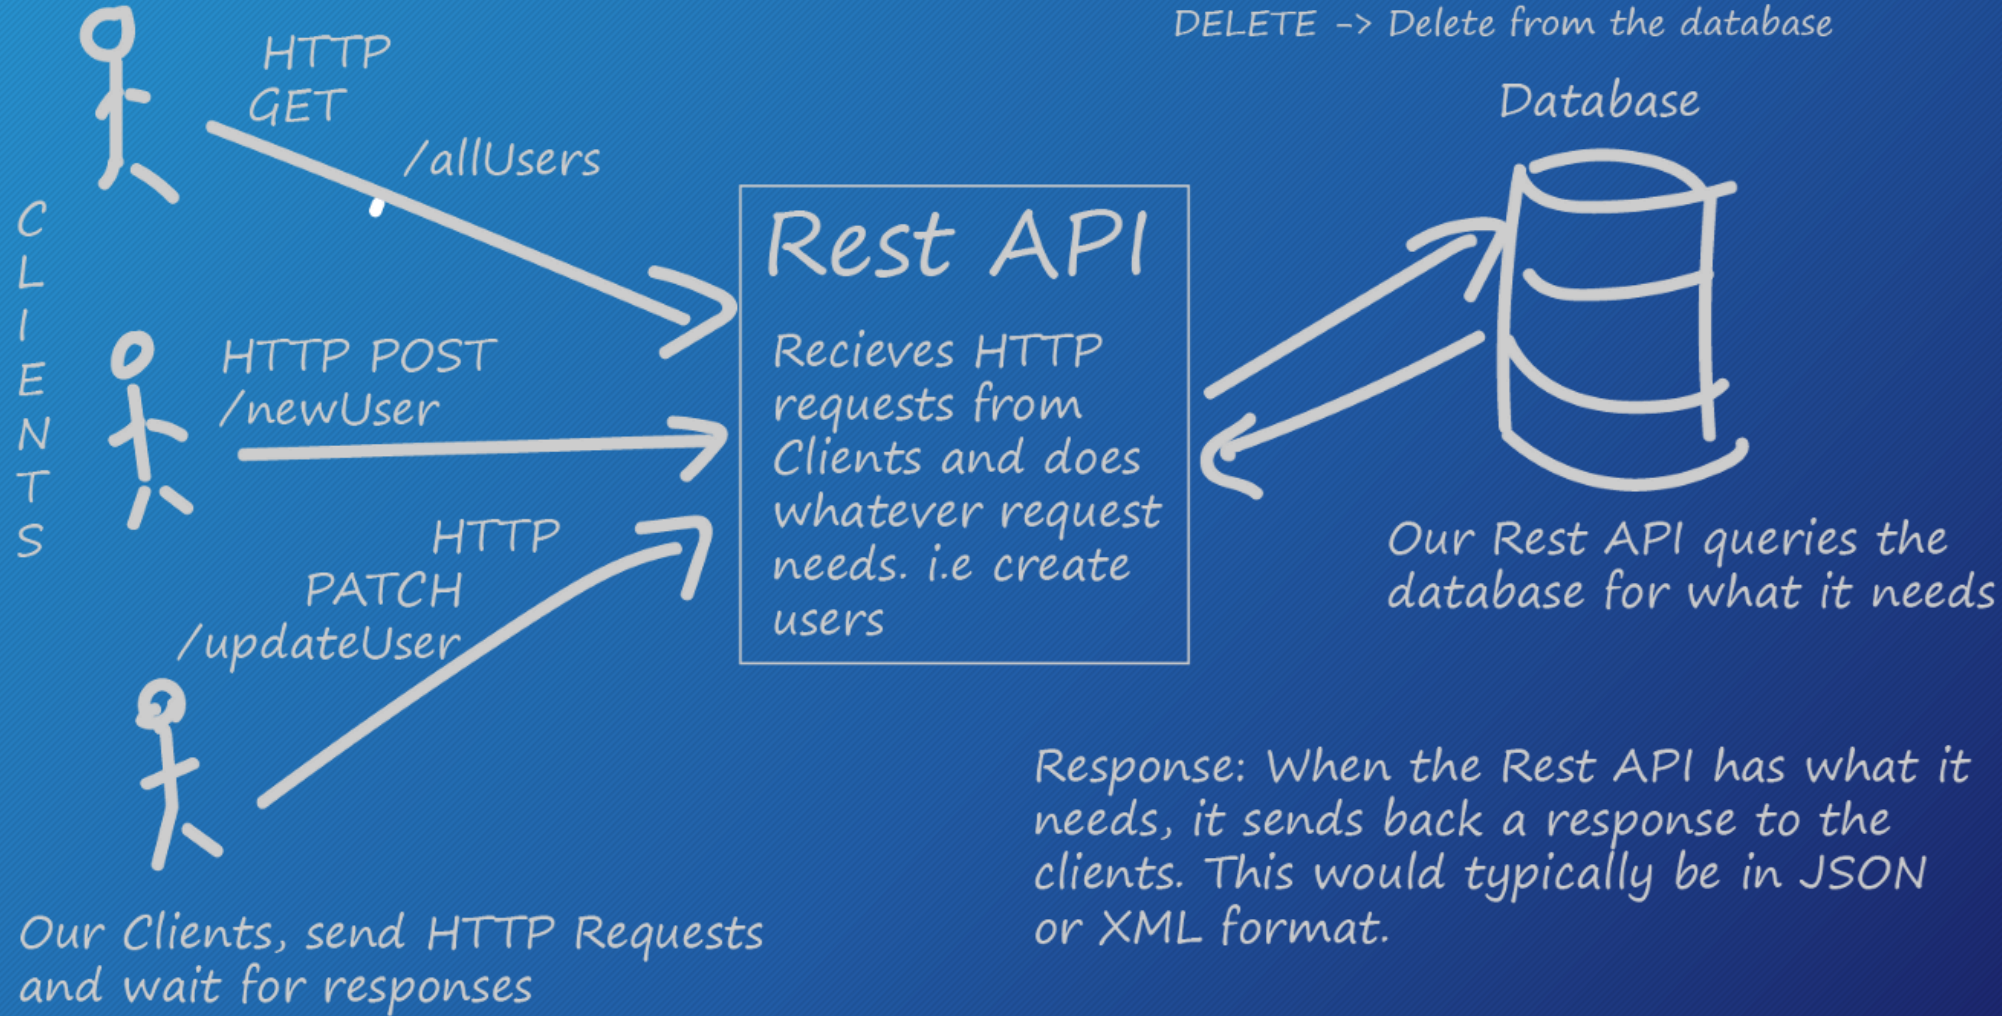 DELETE -> Delete from the database
HTTP
GET
/allUsers
CLIENTS
HTTP POST
/newUser
HTTP
PATCH
/updateUser
Our Clients, send HTTP Requests
and wait for responses
Rest API
Recieves HTTP
requests from
Clients and does
whatever request
needs. i.e create
users
Database
Our Rest API queries the
database for what it needs
Response: When the Rest API has what it
needs, it sends back a response to the
clients. This would typically be in JSON
or XML format.